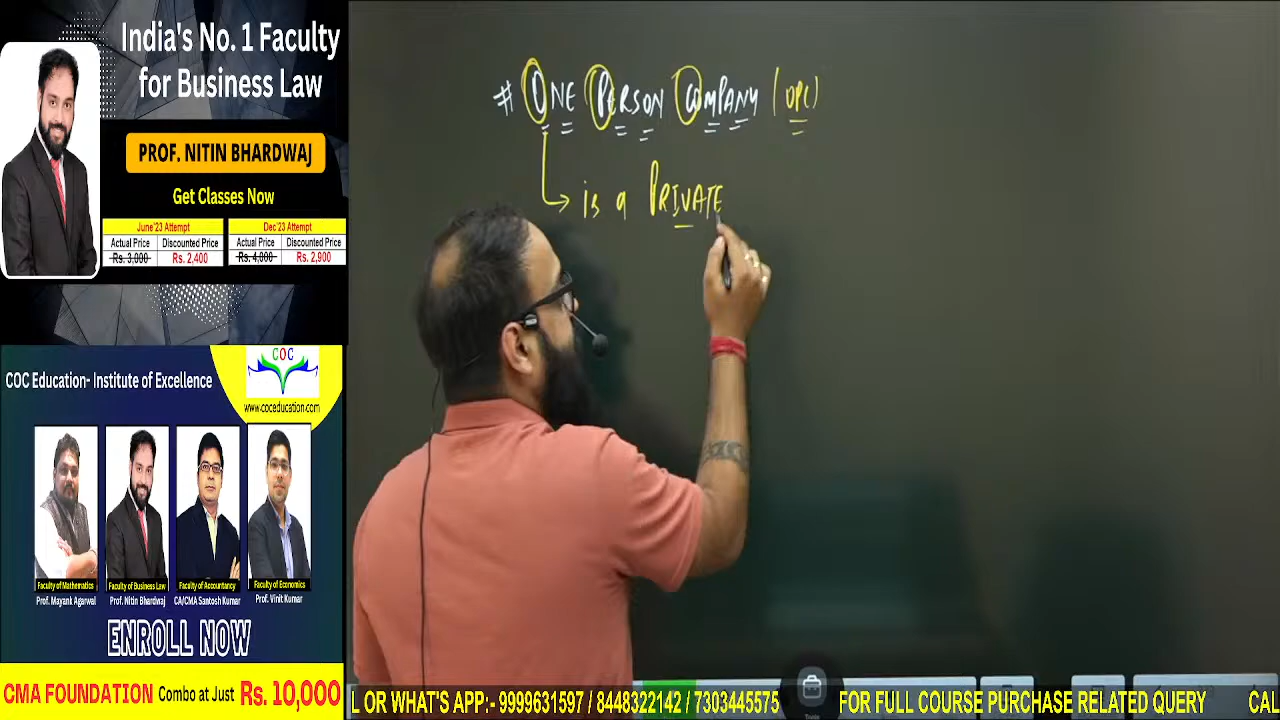 India's No. 1 Faculty
for Business Law
PROF. NITIN BHARDWAJ
Get Classes Now
June'23 Attempt
Dec'23 Attempt
Actual Price
Discounted Price
Actual Price
Discounted Price
Rs. 3,000
Rs. 2,400
Rs. 4,000
Rs. 2,900
COC
COC Education- Institute of Excellence
www.coceducation.com
Faculty of Mathematics
Faculty of Business Law
Faculty of Accountancy
Faculty of Economics
Prof. Mayank Agarwal
Prof. Nitin Bhardwaj
CA/CMA Santosh Kumar
Prof. Vinit Kumar
ENROLL NOW
CMA FOUNDATION Combo at Just Rs. 10,000
# ONE PERSON COMPANY (OPC)
is a PRIVATE
Tools
L OR WHAT'S APP:- 9999631597 / 8448322142 / 7303445575 FOR FULL COURSE PURCHASE RELATED QUERY CAL